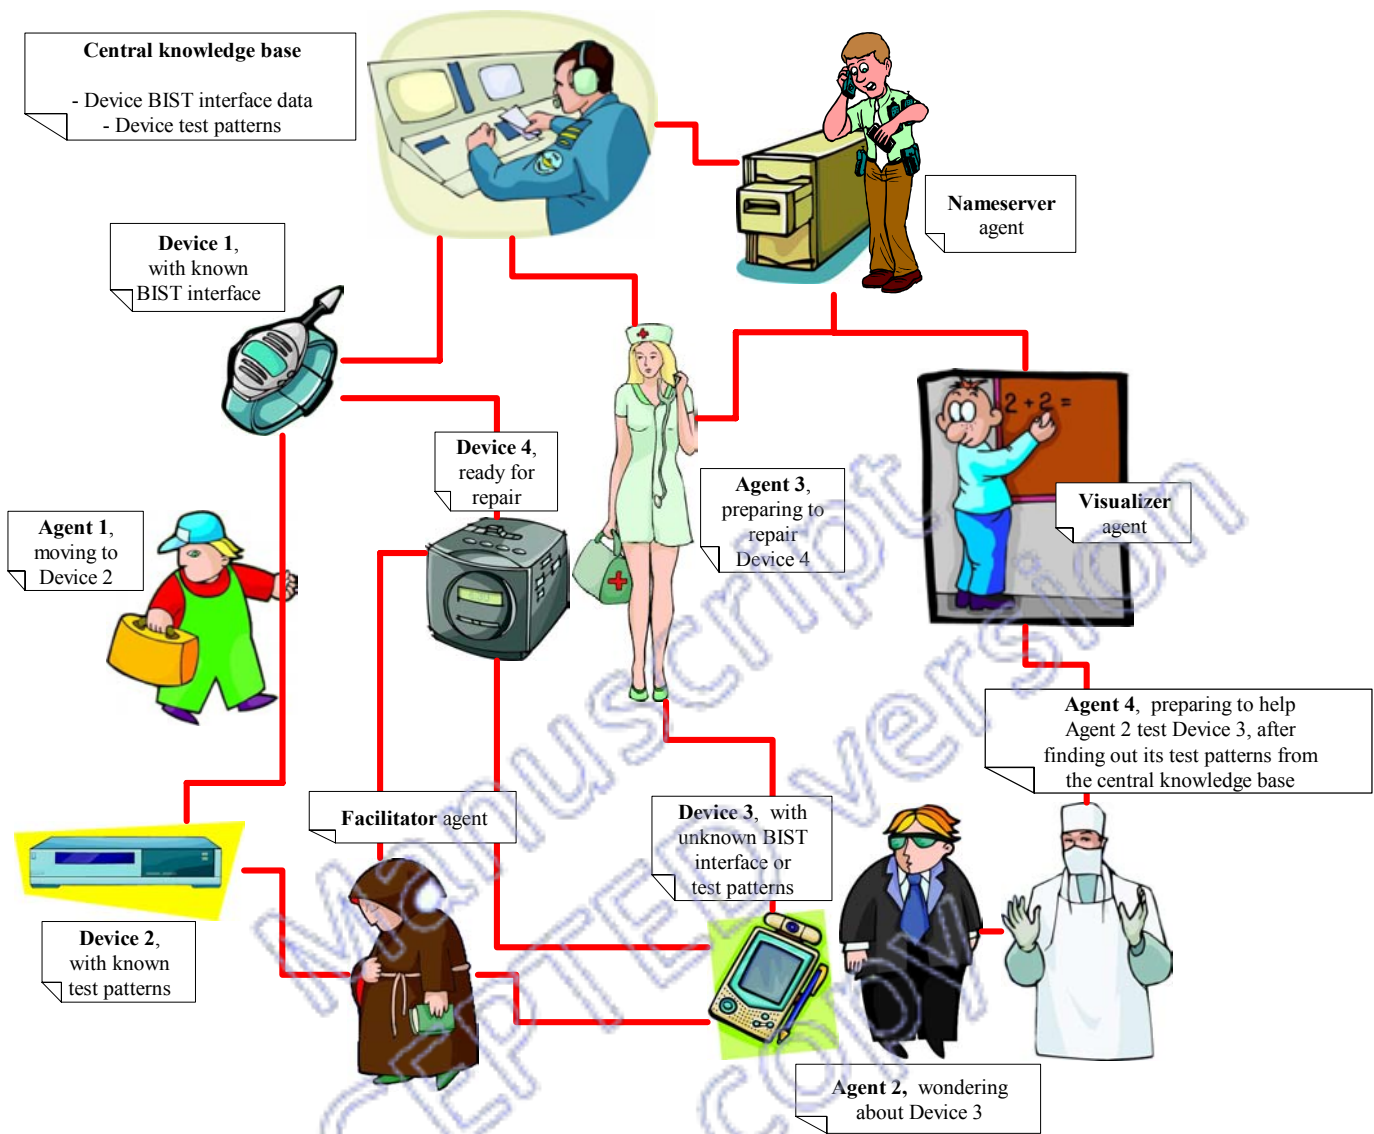 Central knowledge base
- Device BIST interface data
- Device test patterns
Nameserver
agent
Device 1,
with known
BIST interface
Device 4,
ready for
repair
Agent 3,
preparing to
repair
Device 4
2 + 2 =
Visualizer
agent
Agent 1,
moving to
Device 2
Agent 4, preparing to help
Agent 2 test Device 3, after
finding out its test patterns from
the central knowledge base
Facilitator agent
Device 3, with
unknown BIST
interface or
test patterns
Device 2,
with known
test patterns
Agent 2, wondering
about Device 3
Manuscript
CEPTED version
copy